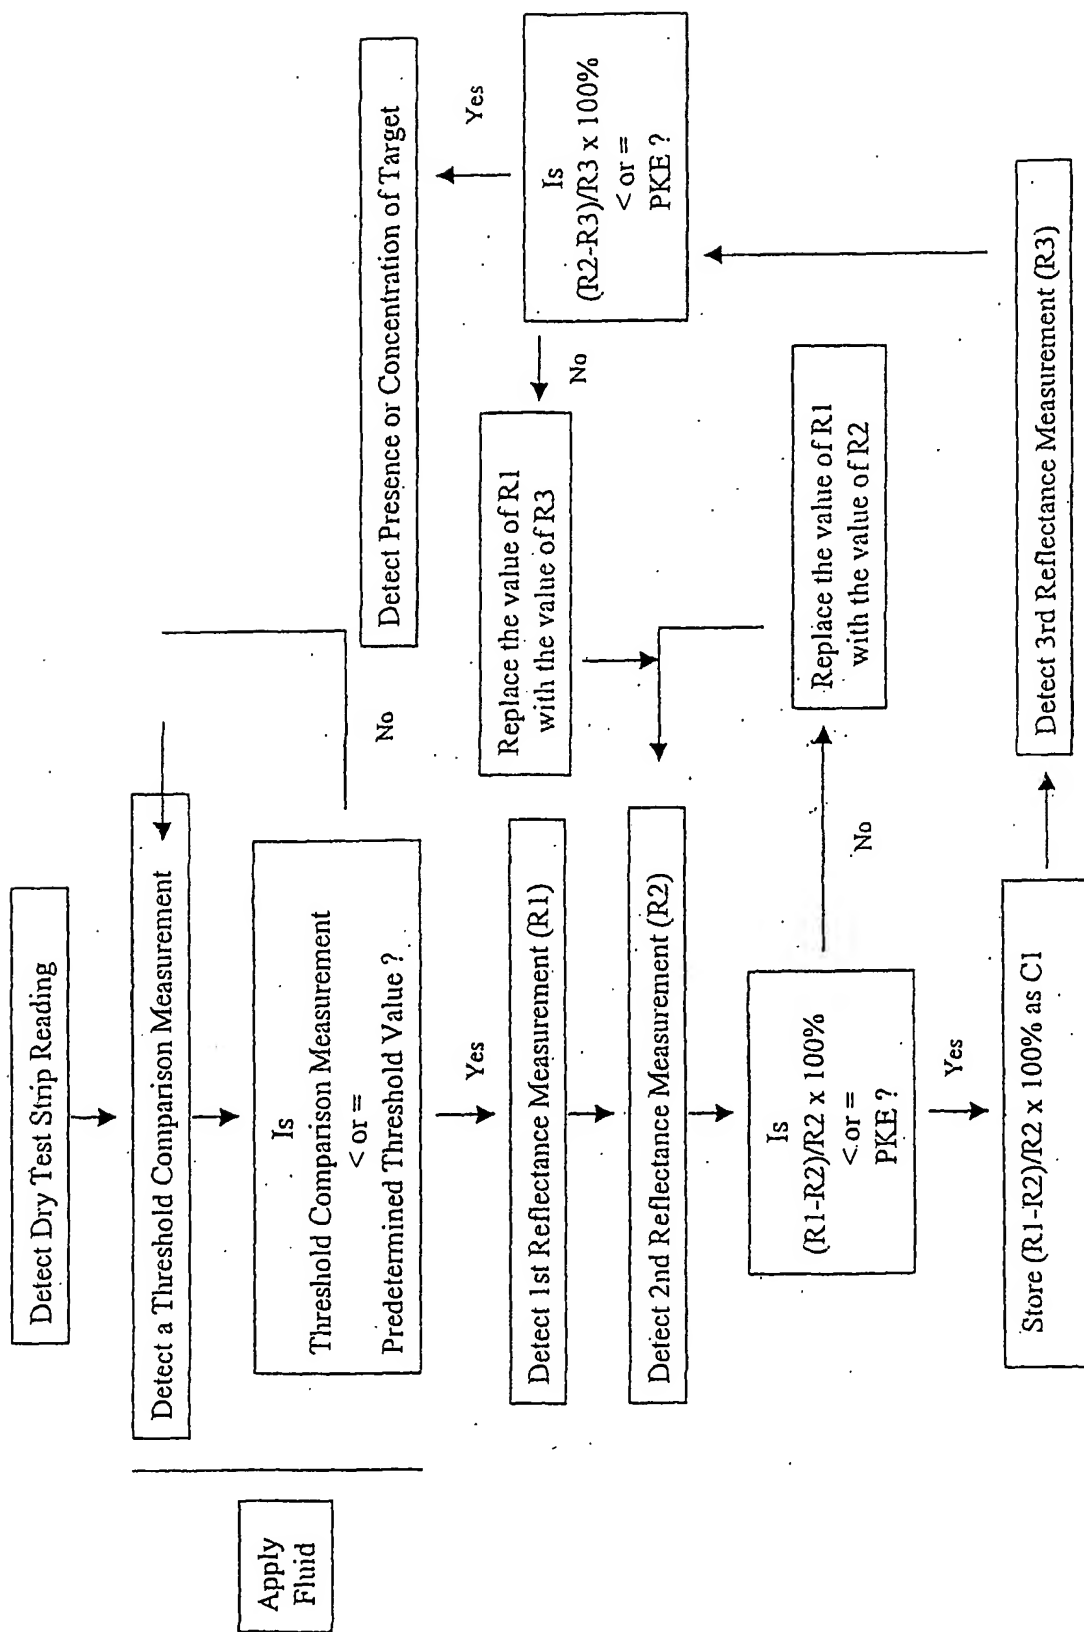 Detect Dry Test Strip Reading
Detect a Threshold Comparison Measurement
Apply
Fluid
Is
Threshold Comparison Measurement
< or =
Predetermined Threshold Value ?
No
Yes
Detect 1st Reflectance Measurement (R1)
Detect 2nd Reflectance Measurement (R2)
Is
(R1-R2)/R2 x 100%
< or =
PKE ?
No
Replace the value of R1
with the value of R2
Yes
Store (R1-R2)/R2 x 100% as C1
Detect 3rd Reflectance Measurement (R3)
Is
(R2-R3)/R3 x 100%
< or =
PKE ?
No
Replace the value of R1
with the value of R3
Yes
Detect Presence or Concentration of Target